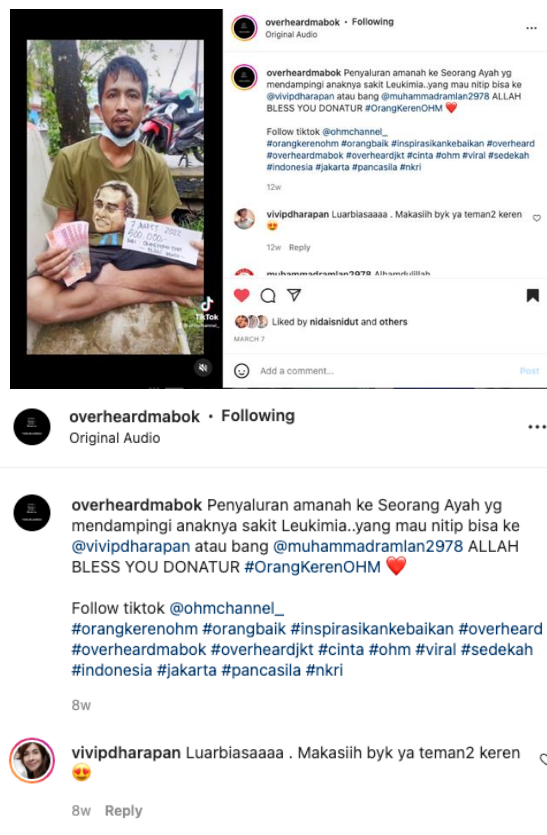 overheardmabok • Following
Original Audio
overheardmabok Penyaluran amanah ke Seorang Ayah yg
mendampingi anaknya sakit Leukimia..yang mau nitip bisa ke
@vivipdharapan atau bang @muhammadramlan2978 ALLAH
BLESS YOU DONATUR #OrangKerenOHM ❤️
Follow tiktok @ohmchannel_
#orangkerenohm #orangbaik #inspirasikankebaikan #overheard
#overheardmabok #overheardjkt #cinta #ohm #viral #sedekah
#indonesia #jakarta #pancasila #nkri
12w
vivipdharapan Luarbiasaaaa . Makasiih byk ya teman2 keren
😍
12w Reply
muhammadramlan2978 Alhamdulillah
7 MARET 2022
500.000,-
TikTok
Liked by nidaisnidut and others
MARCH 7
Add a comment...
Post
overheardmabok • Following
Original Audio
overheardmabok Penyaluran amanah ke Seorang Ayah yg
mendampingi anaknya sakit Leukimia..yang mau nitip bisa ke
@vivipdharapan atau bang @muhammadramlan2978 ALLAH
BLESS YOU DONATUR #OrangKerenOHM ❤️
Follow tiktok @ohmchannel_
#orangkerenohm #orangbaik #inspirasikankebaikan #overheard
#overheardmabok #overheardjkt #cinta #ohm #viral #sedekah
#indonesia #jakarta #pancasila #nkri
8w
vivipdharapan Luarbiasaaaa . Makasiih byk ya teman2 keren
😍
8w Reply